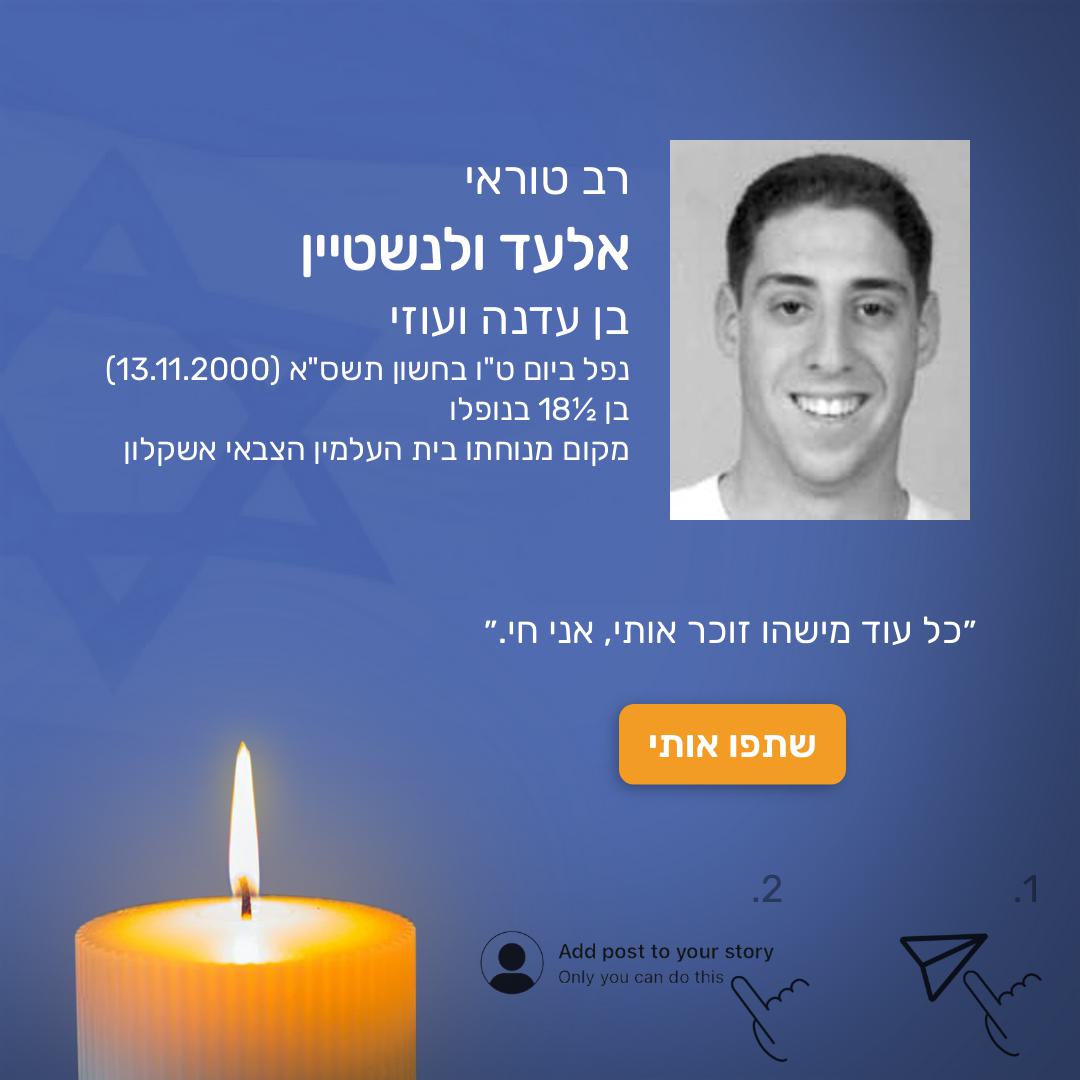 רב טוראי
אלעד ולנשטיין
בן עדנה ועוזי
נפל ביום ט"ו בחשון תשס"א (13.11.2000)
בן 18½ בנופלו
מקום מנוחתו בית העלמין הצבאי אשקלון
״כל עוד מישהו זוכר אותי, אני חי.״
שתפו אותי
1.
2.
Add post to your story
Only you can do this